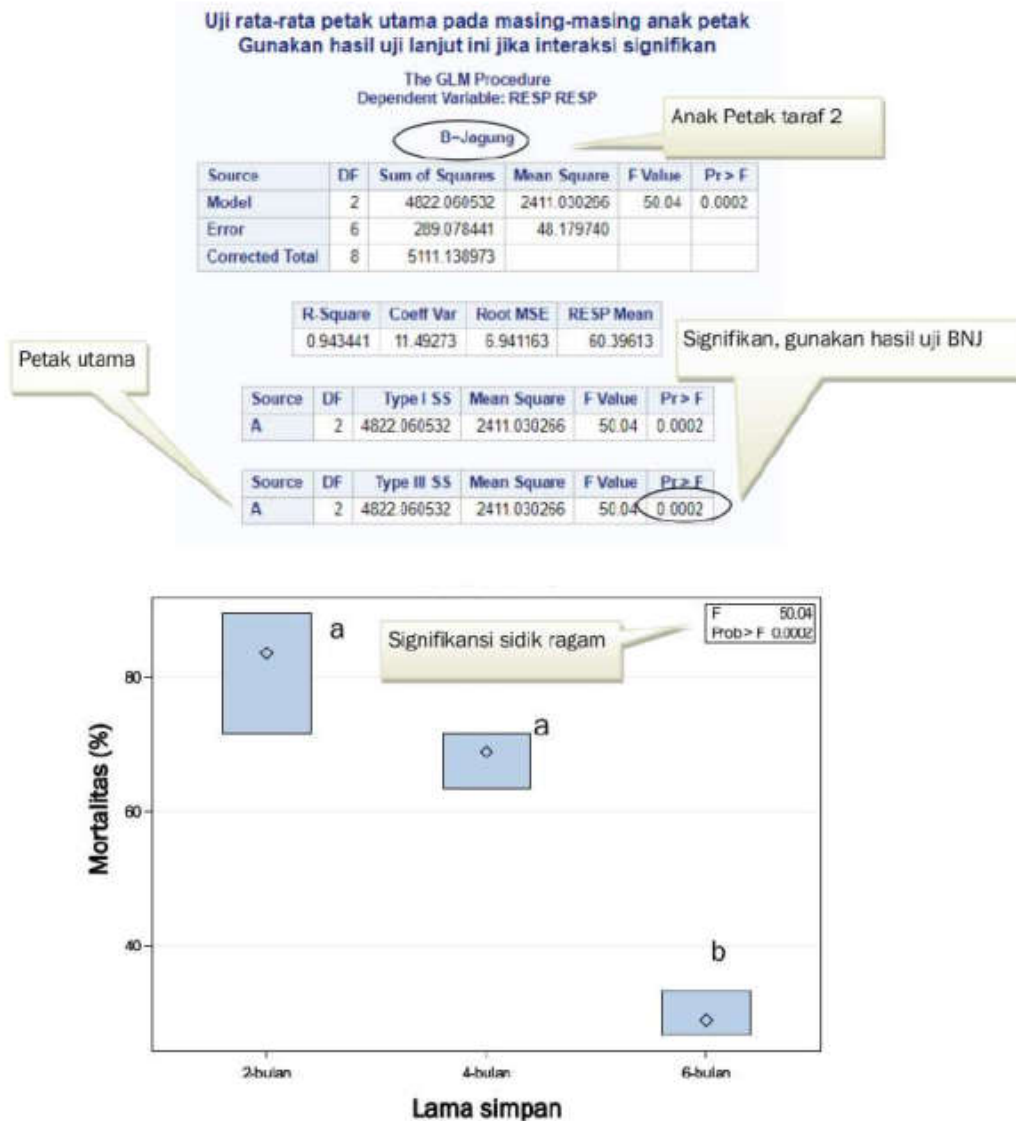 Uji rata-rata petak utama pada masing-masing anak petak
Gunakan hasil uji lanjut ini jika interaksi signifikan
The GLM Procedure
Dependent Variable: RESP RESP
Anak Petak taraf 2
B=Jagung
Source DF Sum of Squares Mean Square F Value Pr > F
Model 2 4822.060532 2411.030266 50.04 0.0002
Error 6 289.078441 48.179740
Corrected Total 8 5111.138973
R-Square Coeff Var Root MSE RESP Mean
0.943441 11.49273 6.941163 60.39613
Petak utama
Signifikan, gunakan hasil uji BNJ
Source DF Type I SS Mean Square F Value Pr > F
A 2 4822.060532 2411.030266 50.04 0.0002
Source DF Type III SS Mean Square F Value Pr > F
A 2 4822.060532 2411.030266 50.04 0.0002
F 50.04
Prob > F 0.0002
Signifikansi sidik ragam
a
a
b
80
60
40
Mortalitas (%)
2-bulan 4-bulan 6-bulan
Lama simpan